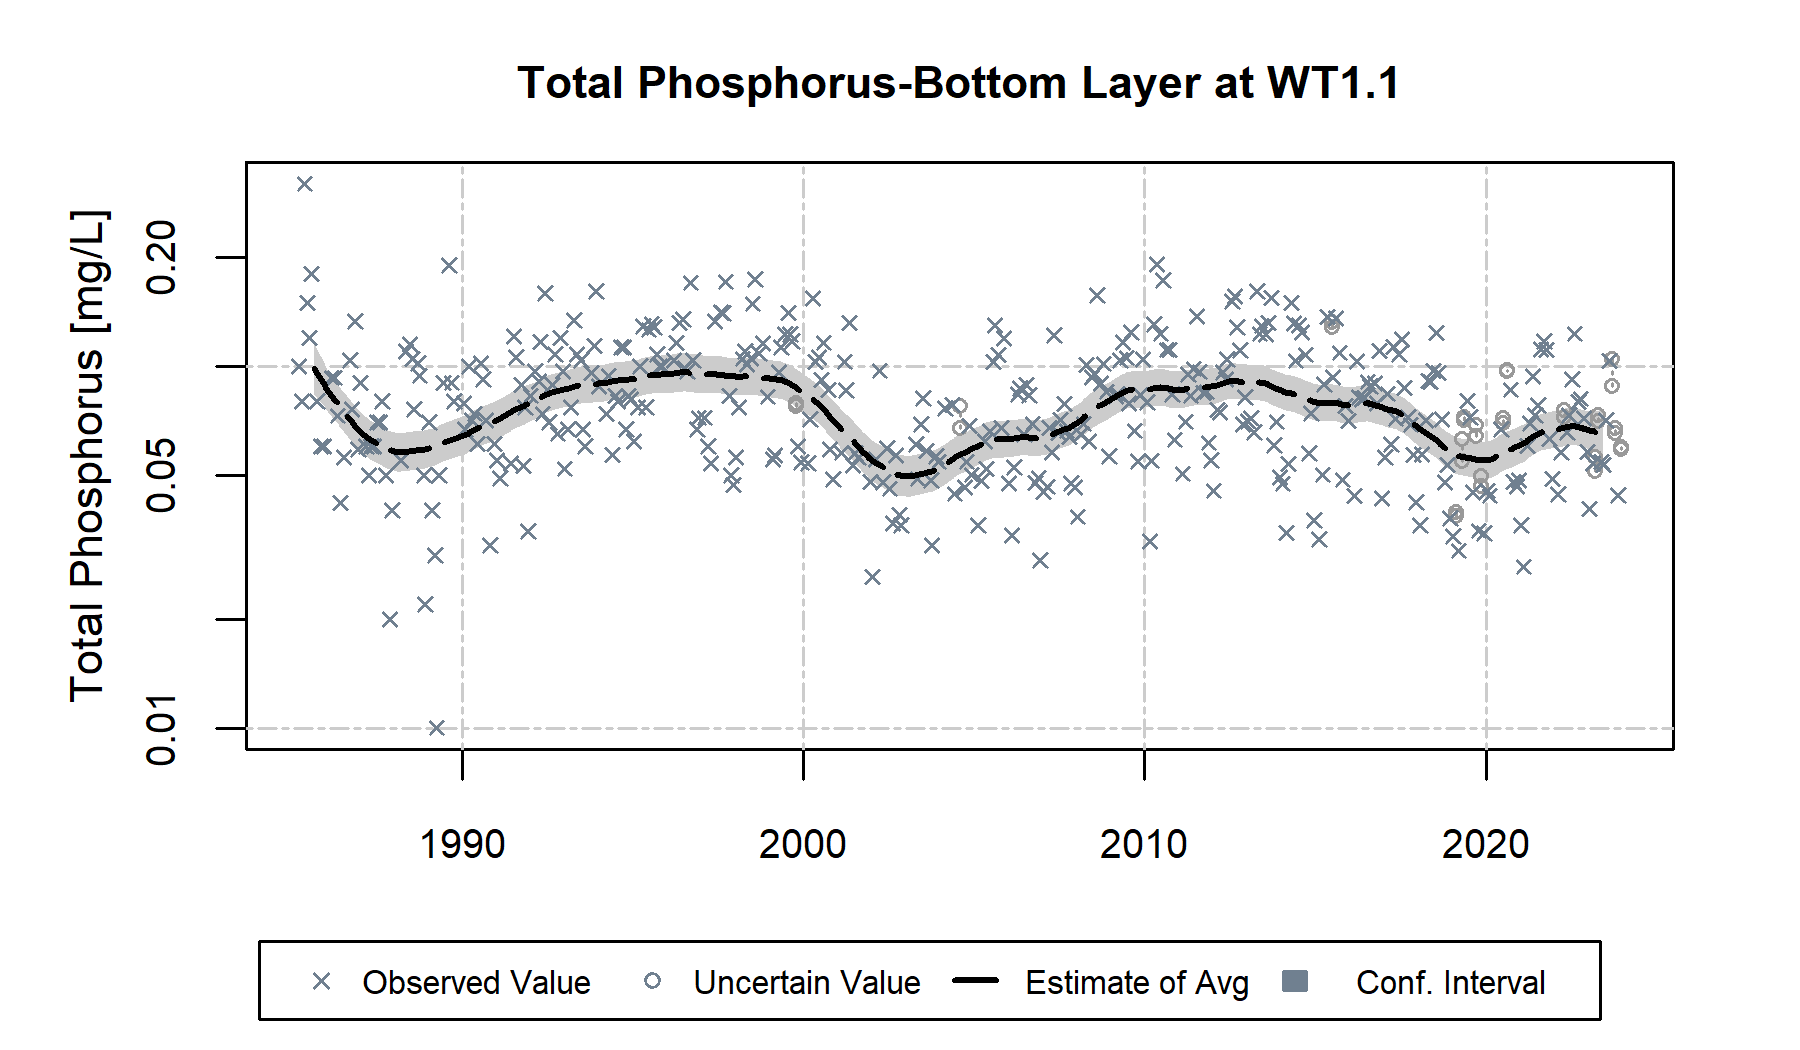 Total Phosphorus-Bottom Layer at WT1.1
Total Phosphorus [mg/L]
0.20
0.05
0.01
1990 2000 2010 2020
Observed Value Uncertain Value Estimate of Avg Conf. Interval